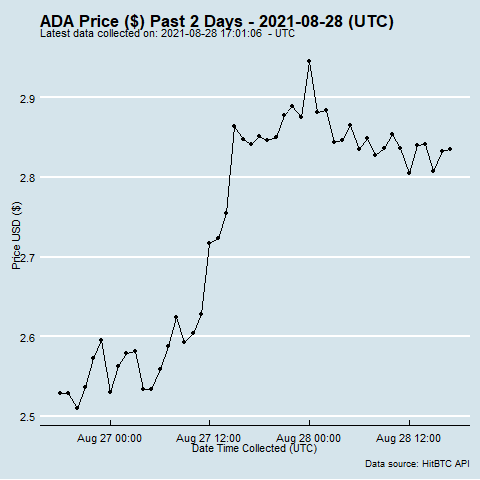 ADA Price ($) Past 2 Days - 2021-08-28 (UTC)
Latest data collected on: 2021-08-28 17:01:06  - UTC
2.9
2.8
2.7
2.6
2.5
Price USD ($)
Aug 27 00:00 Aug 27 12:00 Aug 28 00:00 Aug 28 12:00
Date Time Collected (UTC)
Data source: HitBTC API